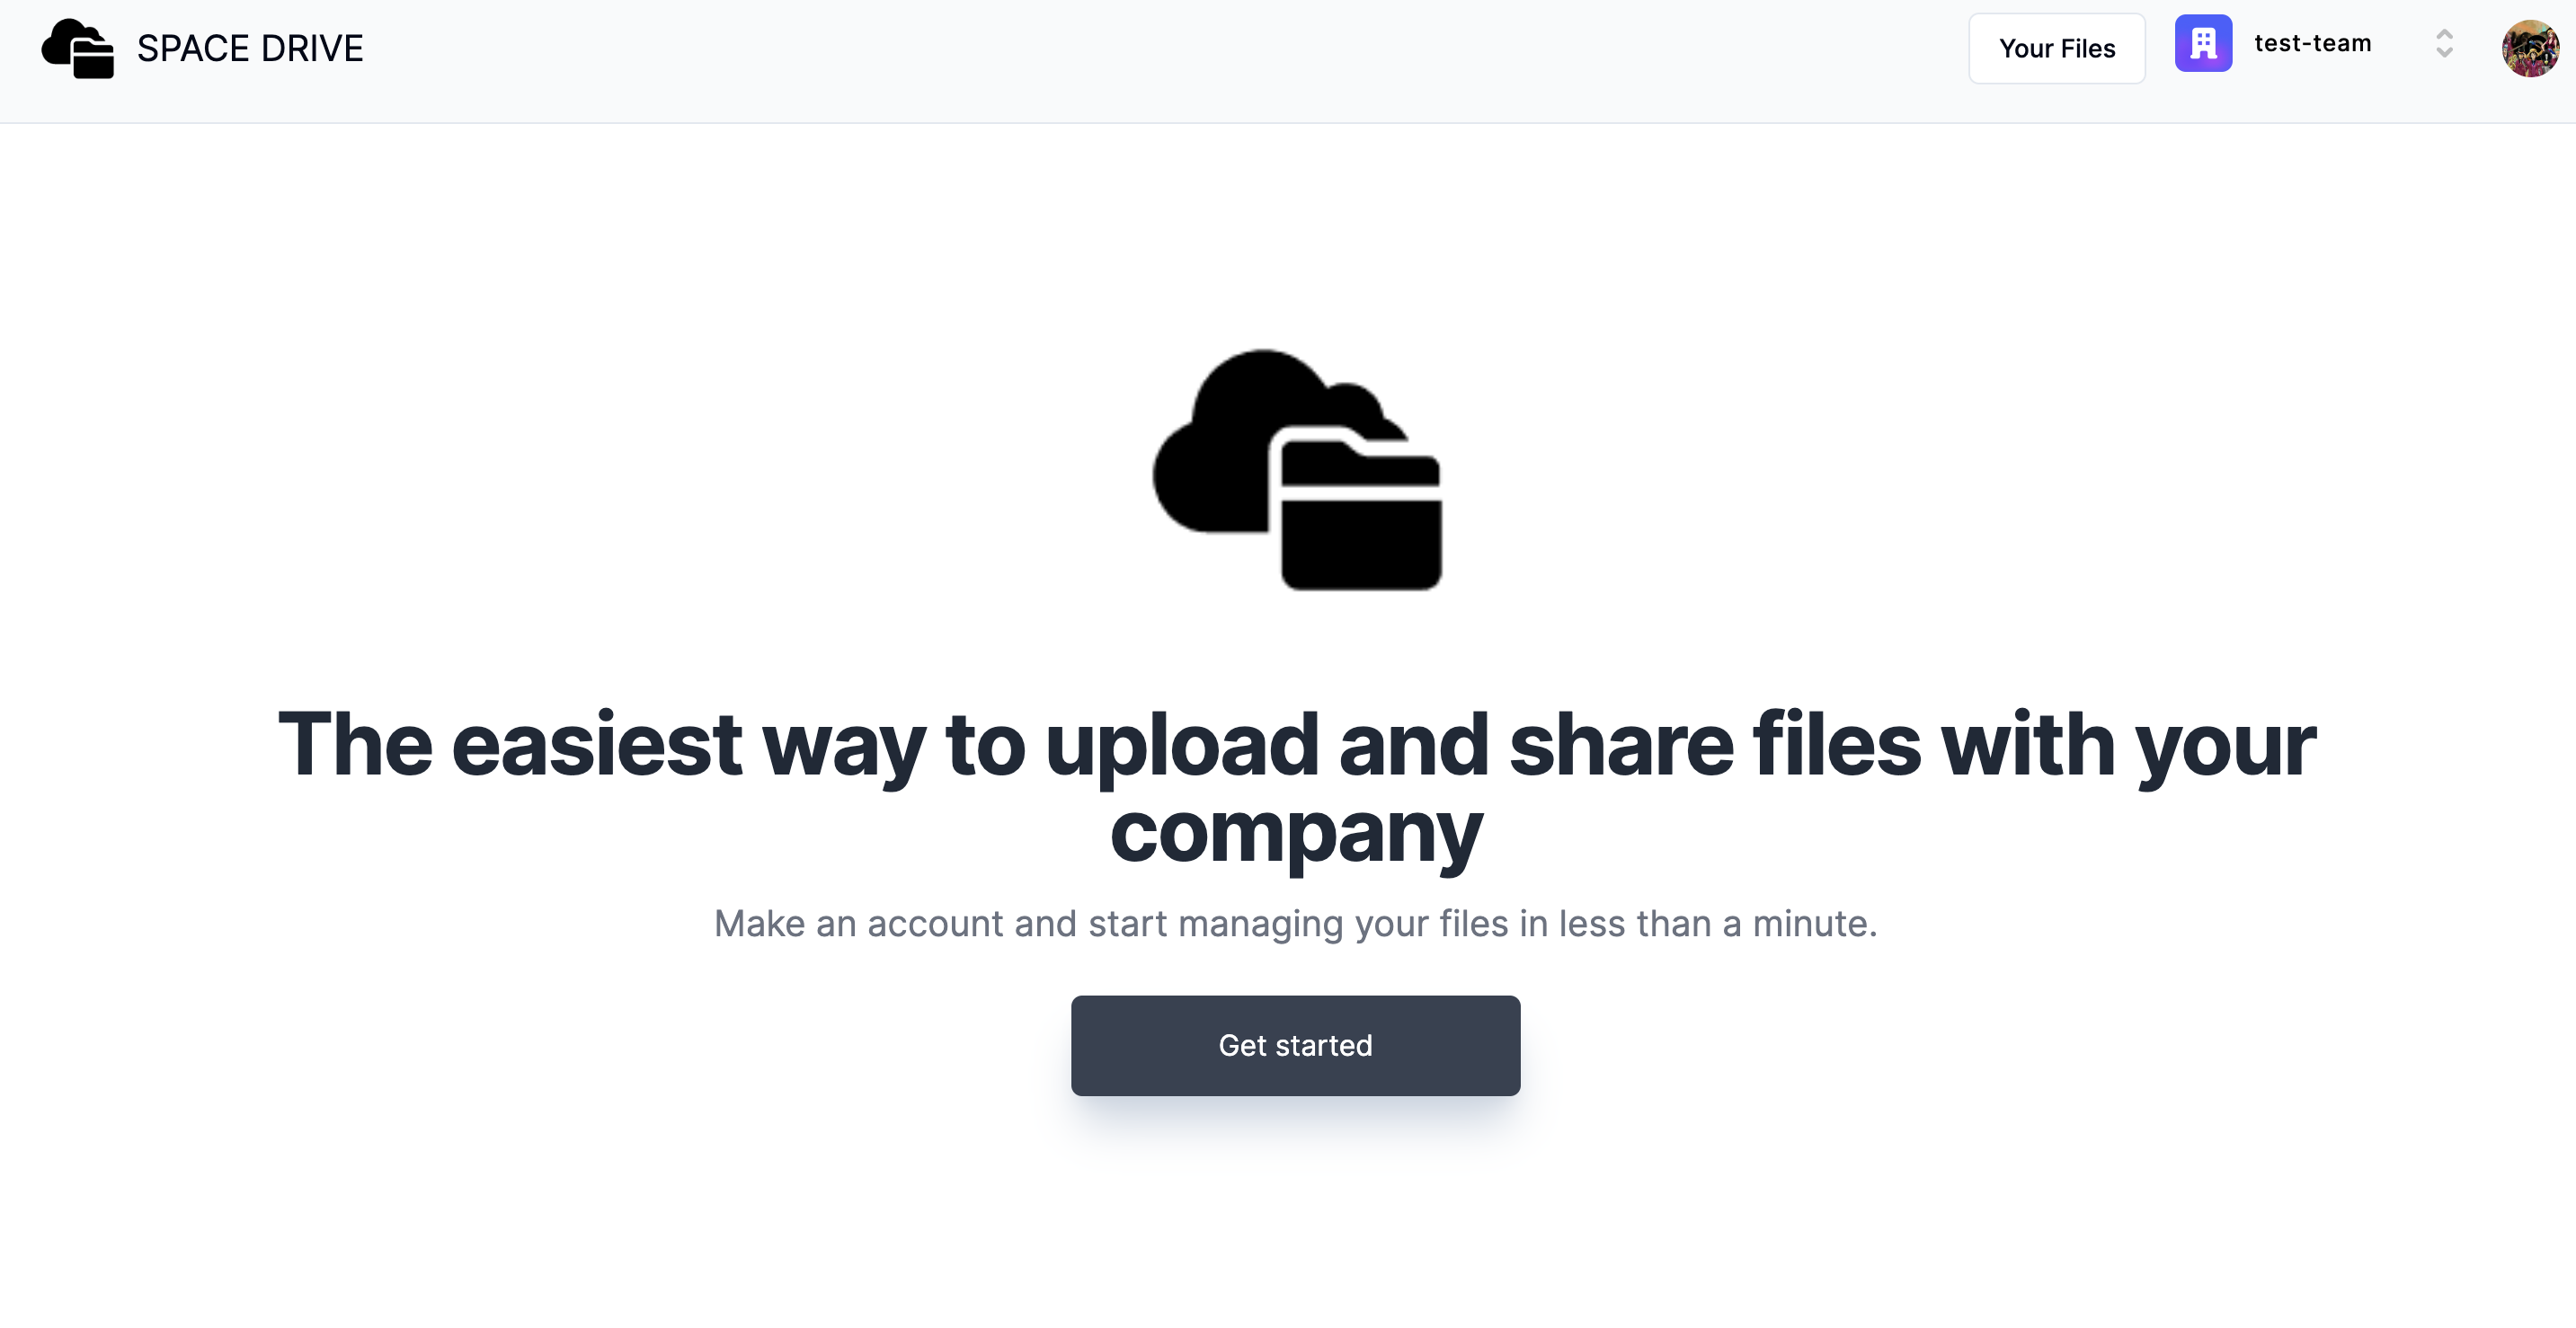 SPACE DRIVE
Your Files
test-team
The easiest way to upload and share files with your
company
Make an account and start managing your files in less than a minute.
Get started